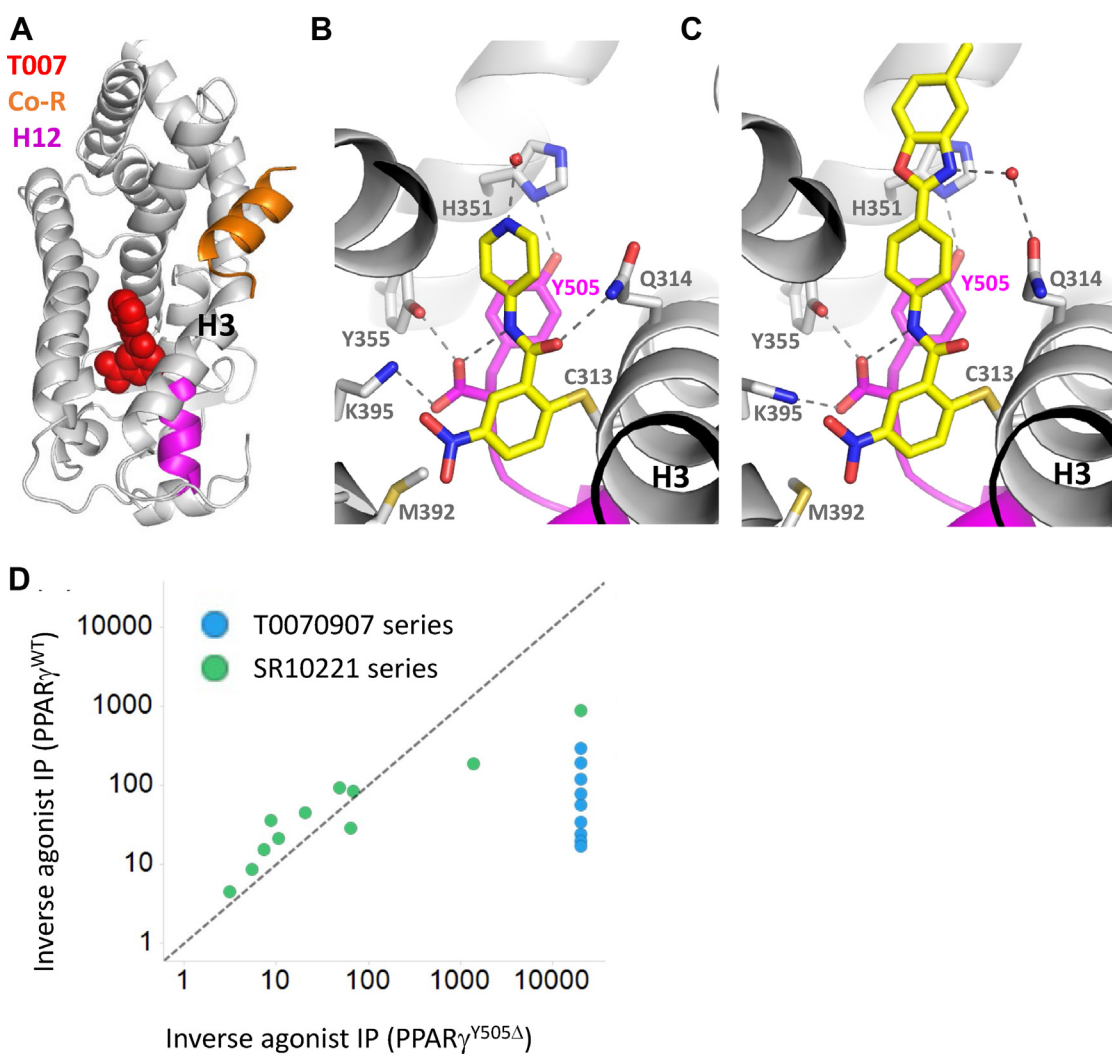 A
T007
Co-R
H12
H3
B
H351
Y505
Q314
Y355
C313
K395
H3
M392
C
H351
Y505
Q314
Y355
C313
K395
H3
M392
D
T0070907 series
SR10221 series
Inverse agonist IP (PPARγWT)
10000
1000
100
10
1
1 10 100 1000 10000
Inverse agonist IP (PPARγY505Δ)